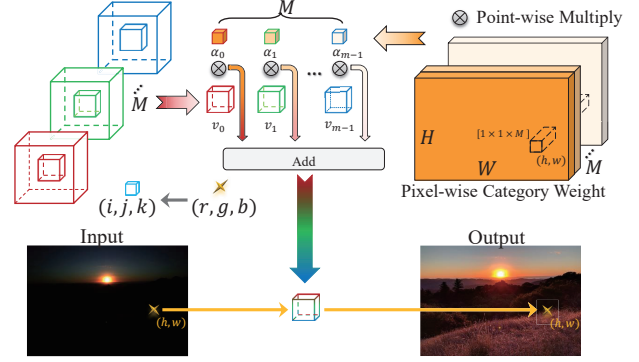 M
⊗ Point-wise Multiply
α₀ α₁ αₘ₋₁
...
M
v₀ v₁ vₘ₋₁
H
[1 × 1 × M]
(h, w)
W
M
Add
Pixel-wise Category Weight
(i, j, k) (r, g, b)
Input
Output
(h, w)
(h, w)